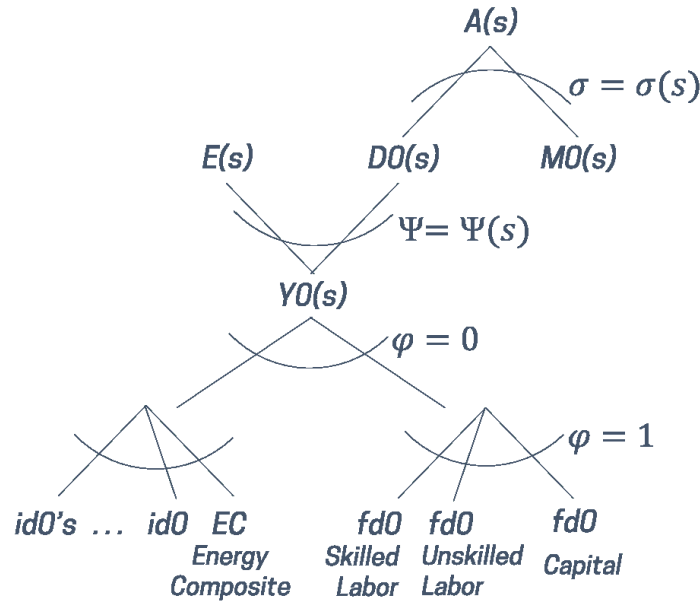 A(s)
σ = σ(s)
E(s) D0(s) M0(s)
Ψ= Ψ(s)
Y0(s)
φ = 0
φ = 1
id0's ... id0 EC fd0 fd0 fd0
Energy Skilled Unskilled Capital
Composite Labor Labor